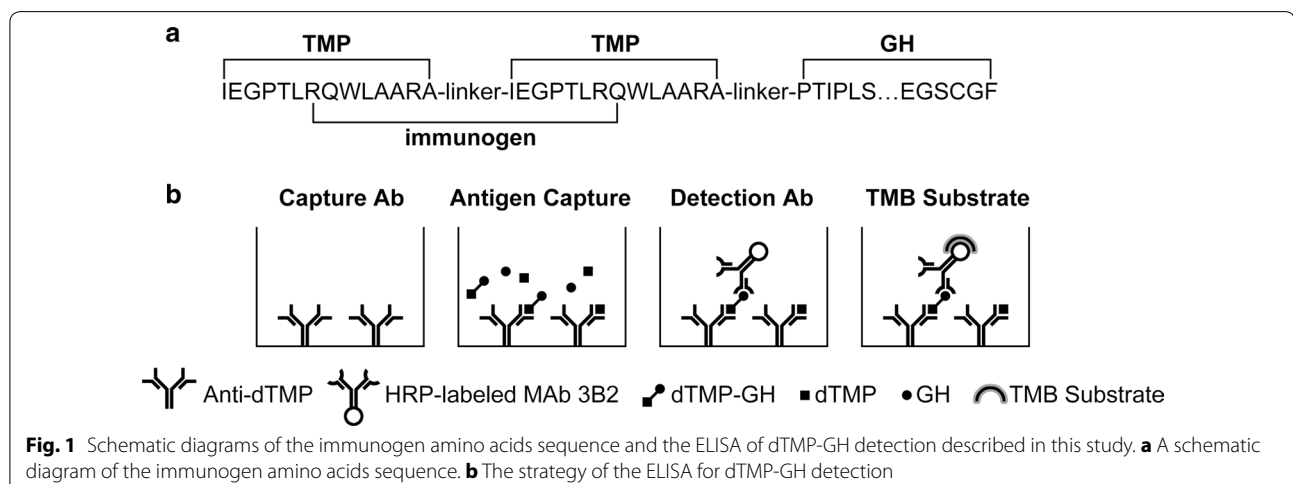 a
TMP TMP GH
IEGPTLRQWLAARA-linker-IEGPTLRQWLAARA-linker-PTIPLS...EGSCGF
immunogen
b
Capture Ab Antigen Capture Detection Ab TMB Substrate
Anti-dTMP HRP-labeled MAb 3B2 dTMP-GH dTMP GH TMB Substrate
Fig. 1 Schematic diagrams of the immunogen amino acids sequence and the ELISA of dTMP-GH detection described in this study. a A schematic
diagram of the immunogen amino acids sequence. b The strategy of the ELISA for dTMP-GH detection